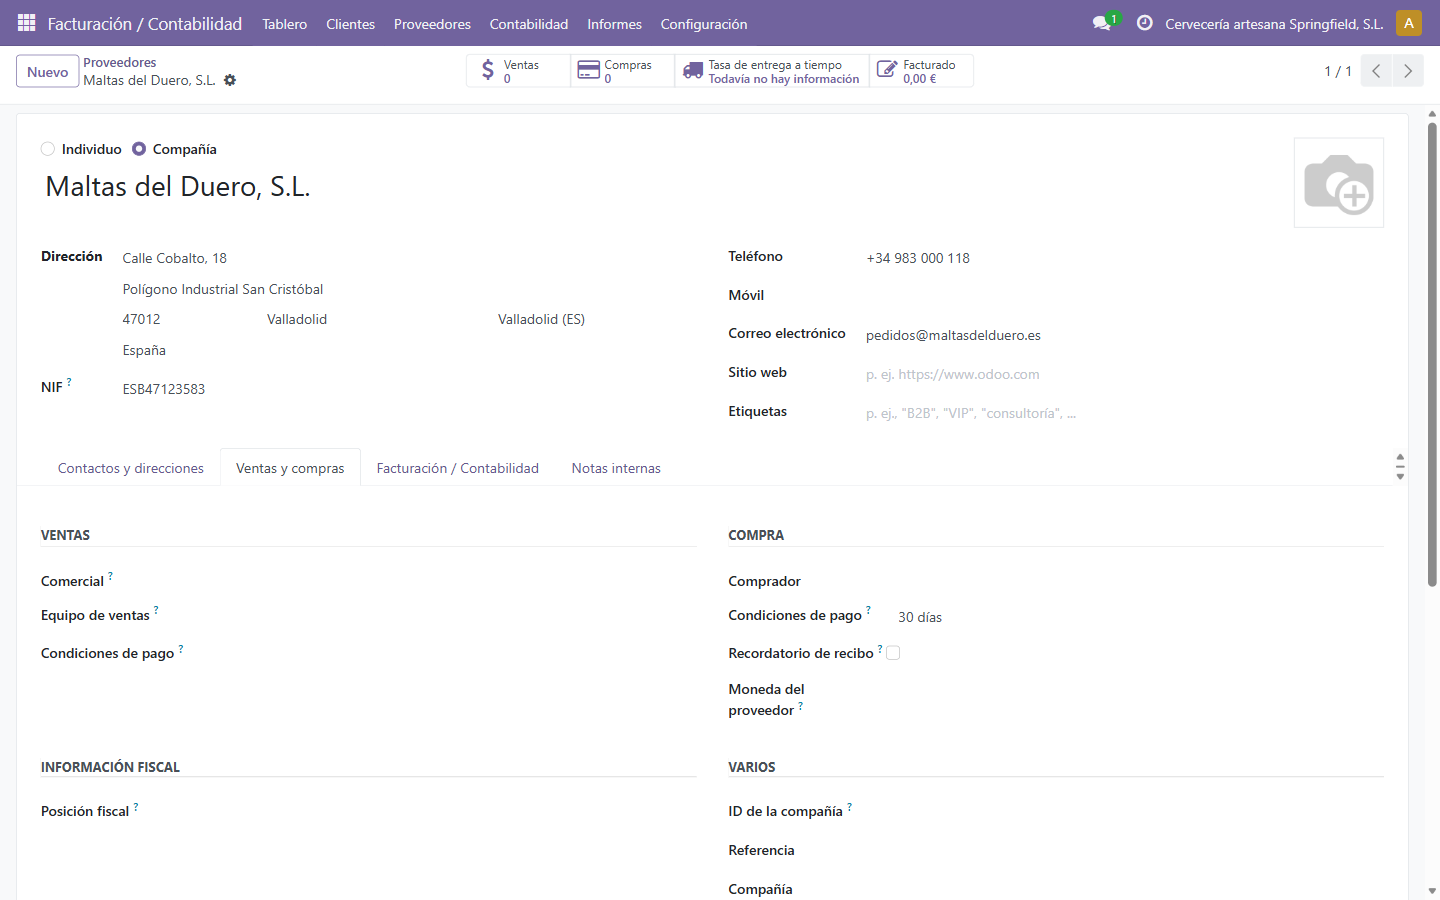 Facturación / Contabilidad Tablero Clientes Proveedores Contabilidad Informes Configuración 1 Cervecería artesana Springfield, S.L. A
Nuevo
Proveedores
Maltas del Duero, S.L.
Ventas
0
Compras
0
Tasa de entrega a tiempo
Todavía no hay información
Facturado
0,00 €
1 / 1
Individuo Compañía
Maltas del Duero, S.L.
Dirección Calle Cobalto, 18
Polígono Industrial San Cristóbal
47012 Valladolid Valladolid (ES)
España
NIF ? ESB47123583
Teléfono +34 983 000 118
Móvil
Correo electrónico pedidos@maltasdelduero.es
Sitio web p. ej. https://www.odoo.com
Etiquetas p. ej., "B2B", "VIP", "consultoría", ...
Contactos y direcciones Ventas y compras Facturación / Contabilidad Notas internas
VENTAS
Comercial ?
Equipo de ventas ?
Condiciones de pago ?
COMPRA
Comprador
Condiciones de pago ? 30 días
Recordatorio de recibo ?
Moneda del
proveedor ?
INFORMACIÓN FISCAL
Posición fiscal ?
VARIOS
ID de la compañía ?
Referencia
Compañía